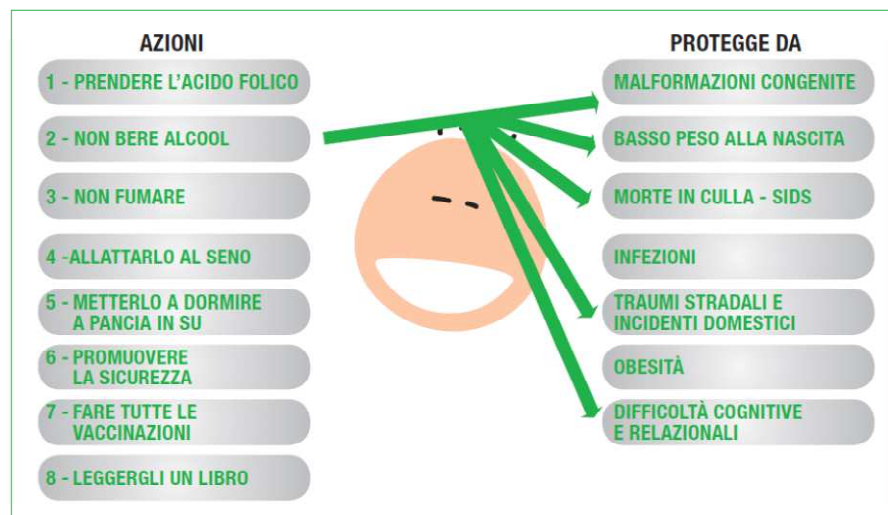 AZIONI
1 - PRENDERE L'ACIDO FOLICO
2 - NON BERE ALCOOL
3 - NON FUMARE
4 -ALLATTARLO AL SENO
5 - METTERLO A DORMIRE
A PANCIA IN SU
6 - PROMUOVERE
LA SICUREZZA
7 - FARE TUTTE LE
VACCINAZIONI
8 - LEGGERGLI UN LIBRO
PROTEGGE DA
MALFORMAZIONI CONGENITE
BASSO PESO ALLA NASCITA
MORTE IN CULLA - SIDS
INFEZIONI
TRAUMI STRADALI E
INCIDENTI DOMESTICI
OBESITÀ
DIFFICOLTÀ COGNITIVE
E RELAZIONALI